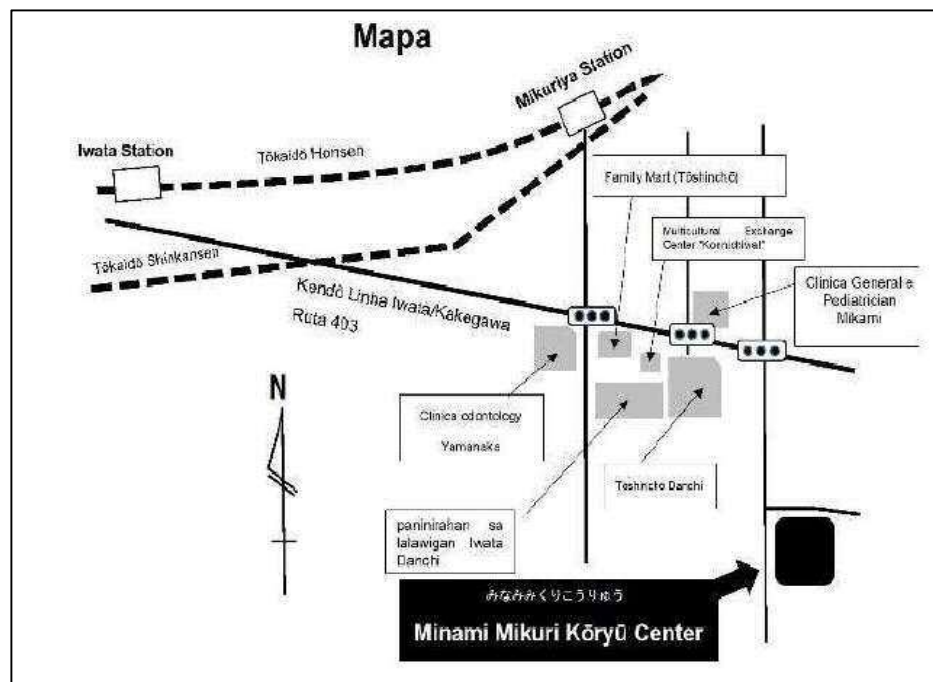 Mapa
Mikuriya Station
Iwata Station
Tōkaidō Honsen
Family Mart (Tōshinchō)
Multicultural Exchange
Center "Konnichiwa!"
Tōkaidō Shinkansen
Clinica General e
Pediatrician
Mikami
Kendō Linha Iwata/Kakegawa
Ruta 403
N
Clinica odontology
Yamanaka
Toshincho Danchi
paninirahan sa
lalawigan Iwata
Danchi
みなみみくりこうりゅう
Minami Mikuri Kōryū Center